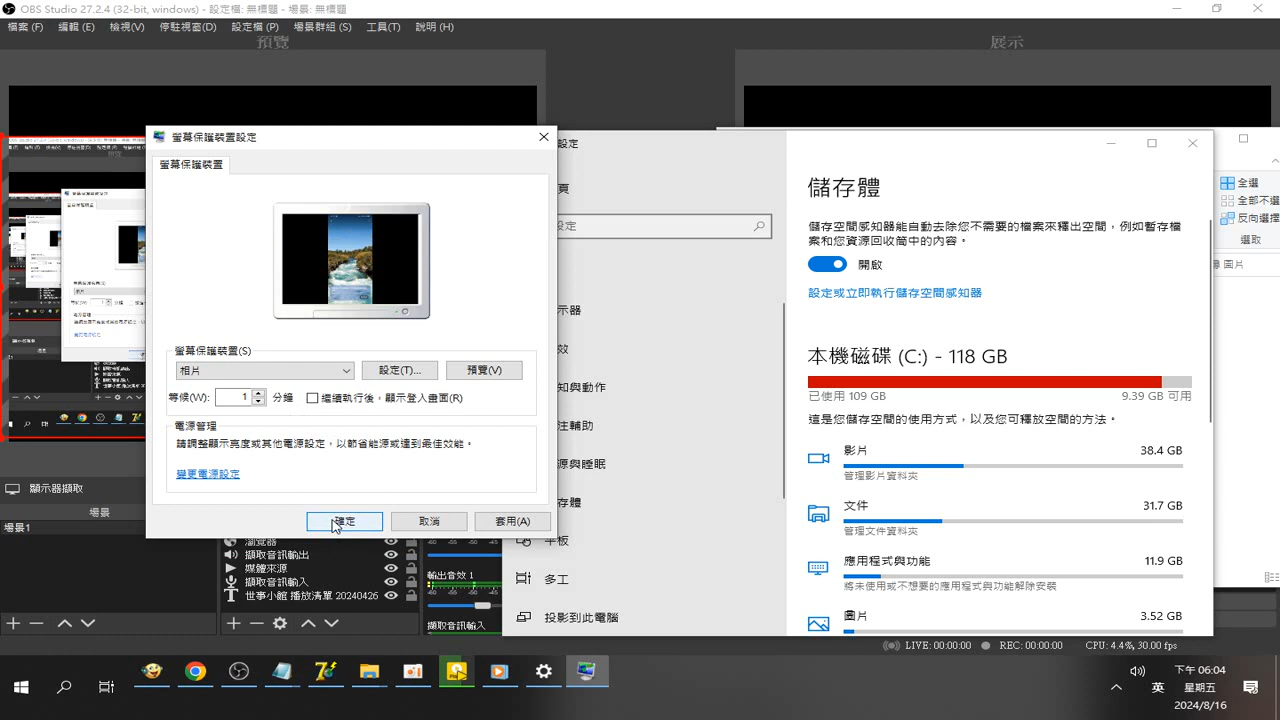 OBS Studio 27.2.4 (32-bit, windows) - 設定檔: 無標題 - 場景: 無標題
檔案 (F) 編輯 (E) 檢視(V) 停駐視窗(D) 設定檔 (P) 場景群組 (S) 工具(T) 說明 (H)
預覽 展示
螢幕保護裝置設定
螢幕保護裝置
螢幕保護裝置(S)
相片
設定(T)...
預覽(V)
等候(W): 1 分鐘 繼續執行後，顯示登入畫面(R)
電源管理
請調整顯示亮度或其他電源設定，以節省能源或達到最佳效能。
變更電源設定
確定
取消
套用(A)
設定
頁
設定
示器
效
知與動作
注輔助
源與睡眠
存體
平板
多工
投影到此電腦
儲存體
儲存空間感知器能自動去除您不需要的檔案來釋出空間，例如暫存檔
案和您資源回收筒中的內容。
開啟
設定或立即執行儲存空間感知器
本機磁碟 (C:) - 118 GB
已使用 109 GB 9.39 GB 可用
這是您儲存空間的使用方式，以及您可釋放空間的方法。
影片 38.4 GB
管理影片資料夾
文件 31.7 GB
管理文件資料夾
應用程式與功能 11.9 GB
將未使用或不想要的應用程式與功能解除安裝
圖片 3.52 GB
全選
全部不選
反向選擇
選取
圖片
顯示器擷取
場景
場景1
瀏覽器
擷取音訊輸出
媒體來源
擷取音訊輸入
世事小館 播放清單 20240426
-60 -55 -50 -45
輸出音效 1
-60 -55 -50 -45
擷取音訊輸入
LIVE: 00:00:00 REC: 00:00:00 CPU: 4.4%, 30.00 fps
英
下午 06:04
星期五
2024/8/16